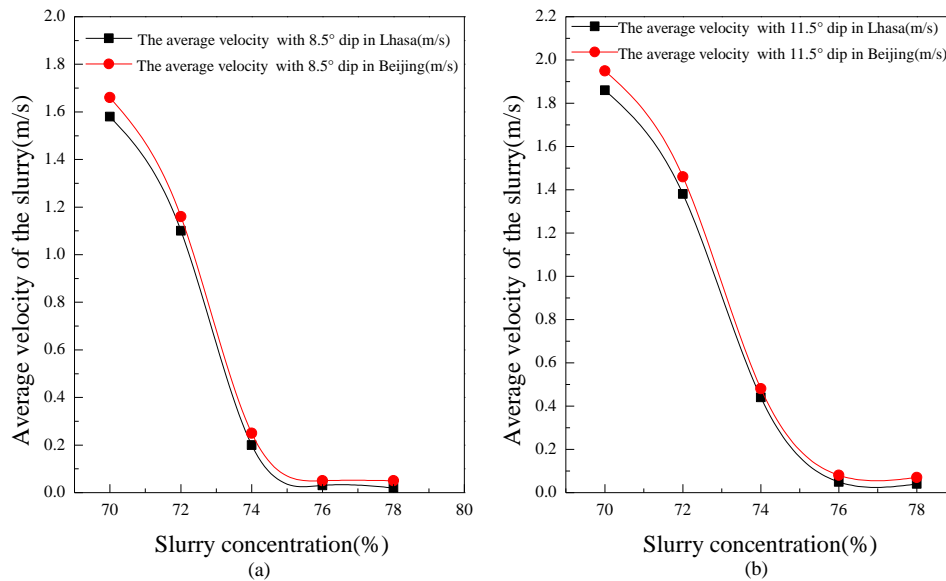 2.0
1.8
1.6
1.4
1.2
1.0
0.8
0.6
0.4
0.2
0.0
Average velocity of the slurry(m/s)
The average velocity with 8.5° dip in Lhasa(m/s)
The average velocity with 8.5° dip in Beijing(m/s)
70 72 74 76 78 80
Slurry concentration(%)
(a)
2.2
2.0
1.8
1.6
1.4
1.2
1.0
0.8
0.6
0.4
0.2
0.0
Average velocity of the slurry(m/s)
The average velocity with 11.5° dip in Lhasa(m/s)
The average velocity with 11.5° dip in Beijing(m/s)
70 72 74 76 78
Slurry concentration(%)
(b)